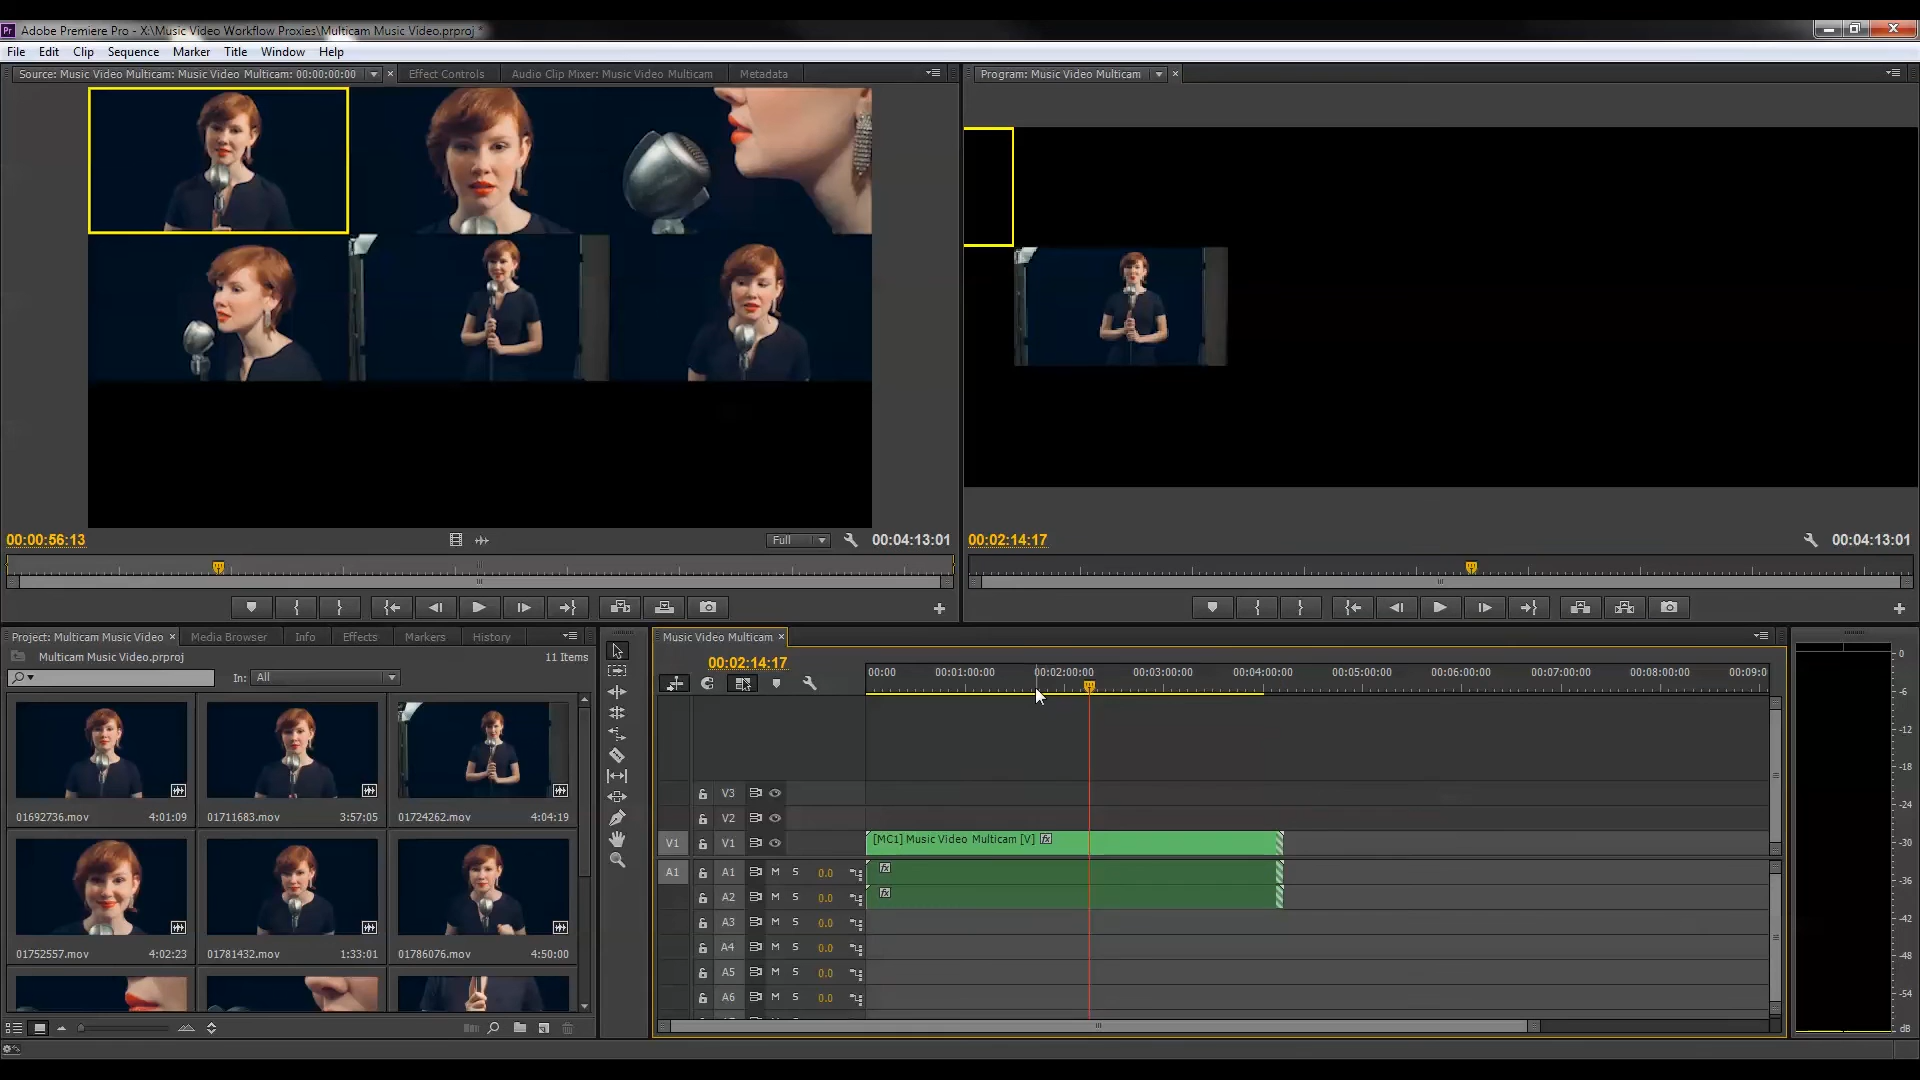 Pr Adobe Premiere Pro - X:\Music Video Workflow Proxies\Multicam Music Video.prproj *
File Edit Clip Sequence Marker Title Window Help
Source: Music Video Multicam: Music Video Multicam: 00:00:00:00 × Effect Controls Audio Clip Mixer: Music Video Multicam Metadata
Program: Music Video Multicam ×
00:00:56:13 Full 00:04:13:01
00:02:14:17 00:04:13:01
Project: Multicam Music Video × Media Browser Info Effects Markers History
Multicam Music Video.prproj 11 Items
In: All
01692736.mov 4:01:09
01711683.mov 3:57:05
01724262.mov 4:04:19
01752557.mov 4:02:23
01781432.mov 1:33:01
01786076.mov 4:50:00
Music Video Multicam ×
00:02:14:17
00:00 00:01:00:00 00:02:00:00 00:03:00:00 00:04:00:00 00:05:00:00 00:06:00:00 00:07:00:00 00:08:00:00 00:09:0
V3
V2
V1 V1 [MC1] Music Video Multicam [V] fx
A1 A1 M S 0.0 fx
A2 M S 0.0 fx
A3 M S 0.0
A4 M S 0.0
A5 M S 0.0
A6 M S 0.0
0
-6
-12
-18
-24
-30
-36
-42
-48
-54
dB